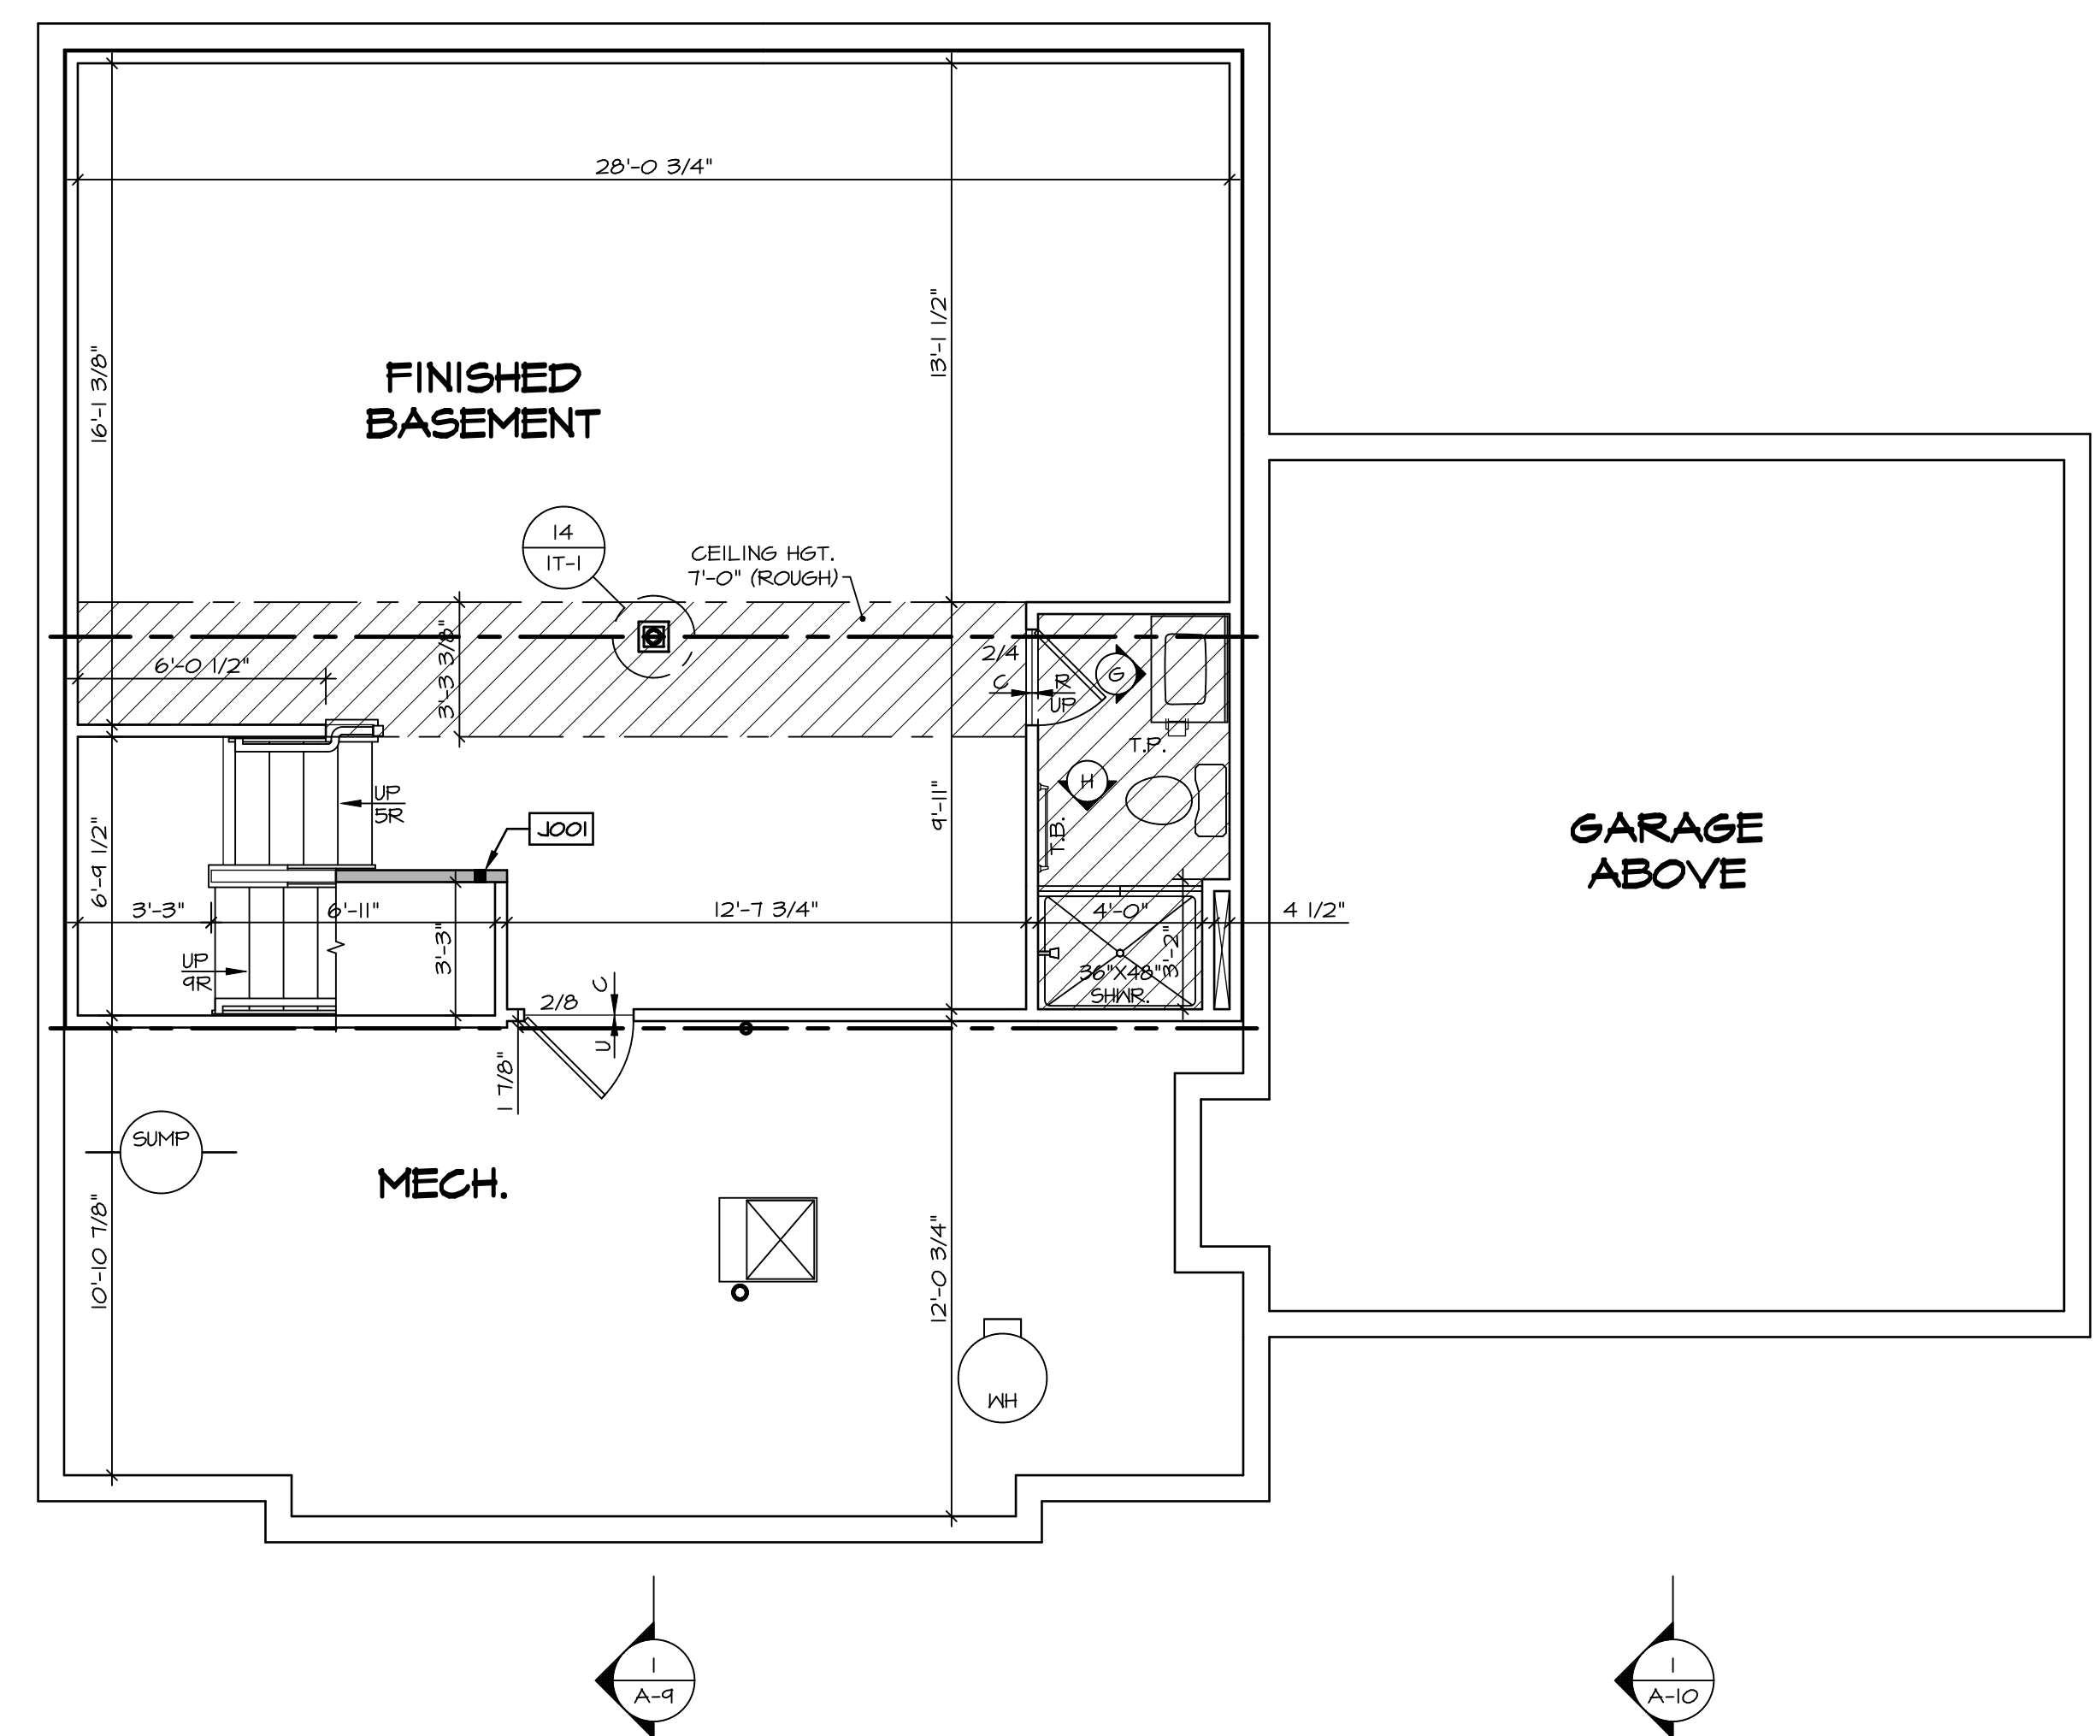 28'-0 3/4"
16'-1 3/8"
13'-1 1/2"
FINISHED
BASEMENT
14
1T-1
CEILING HGT.
7'-0" (ROUGH)
6'-0 1/2"
3'-3 3/8"
2/4
C
R
UP
G
T.P.
H
T.B.
UP
5R
J001
6'-9 1/2"
9'-11"
GARAGE
ABOVE
3'-3"
6'-11"
12'-7 3/4"
4'-0"
4 1/2"
3'-3"
3'-2"
UP
9R
36"X48"
SHWR.
2/8
C
U
1 7/8"
SUMP
MECH.
10'-10 7/8"
12'-0 3/4"
WH
1
A-9
1
A-10